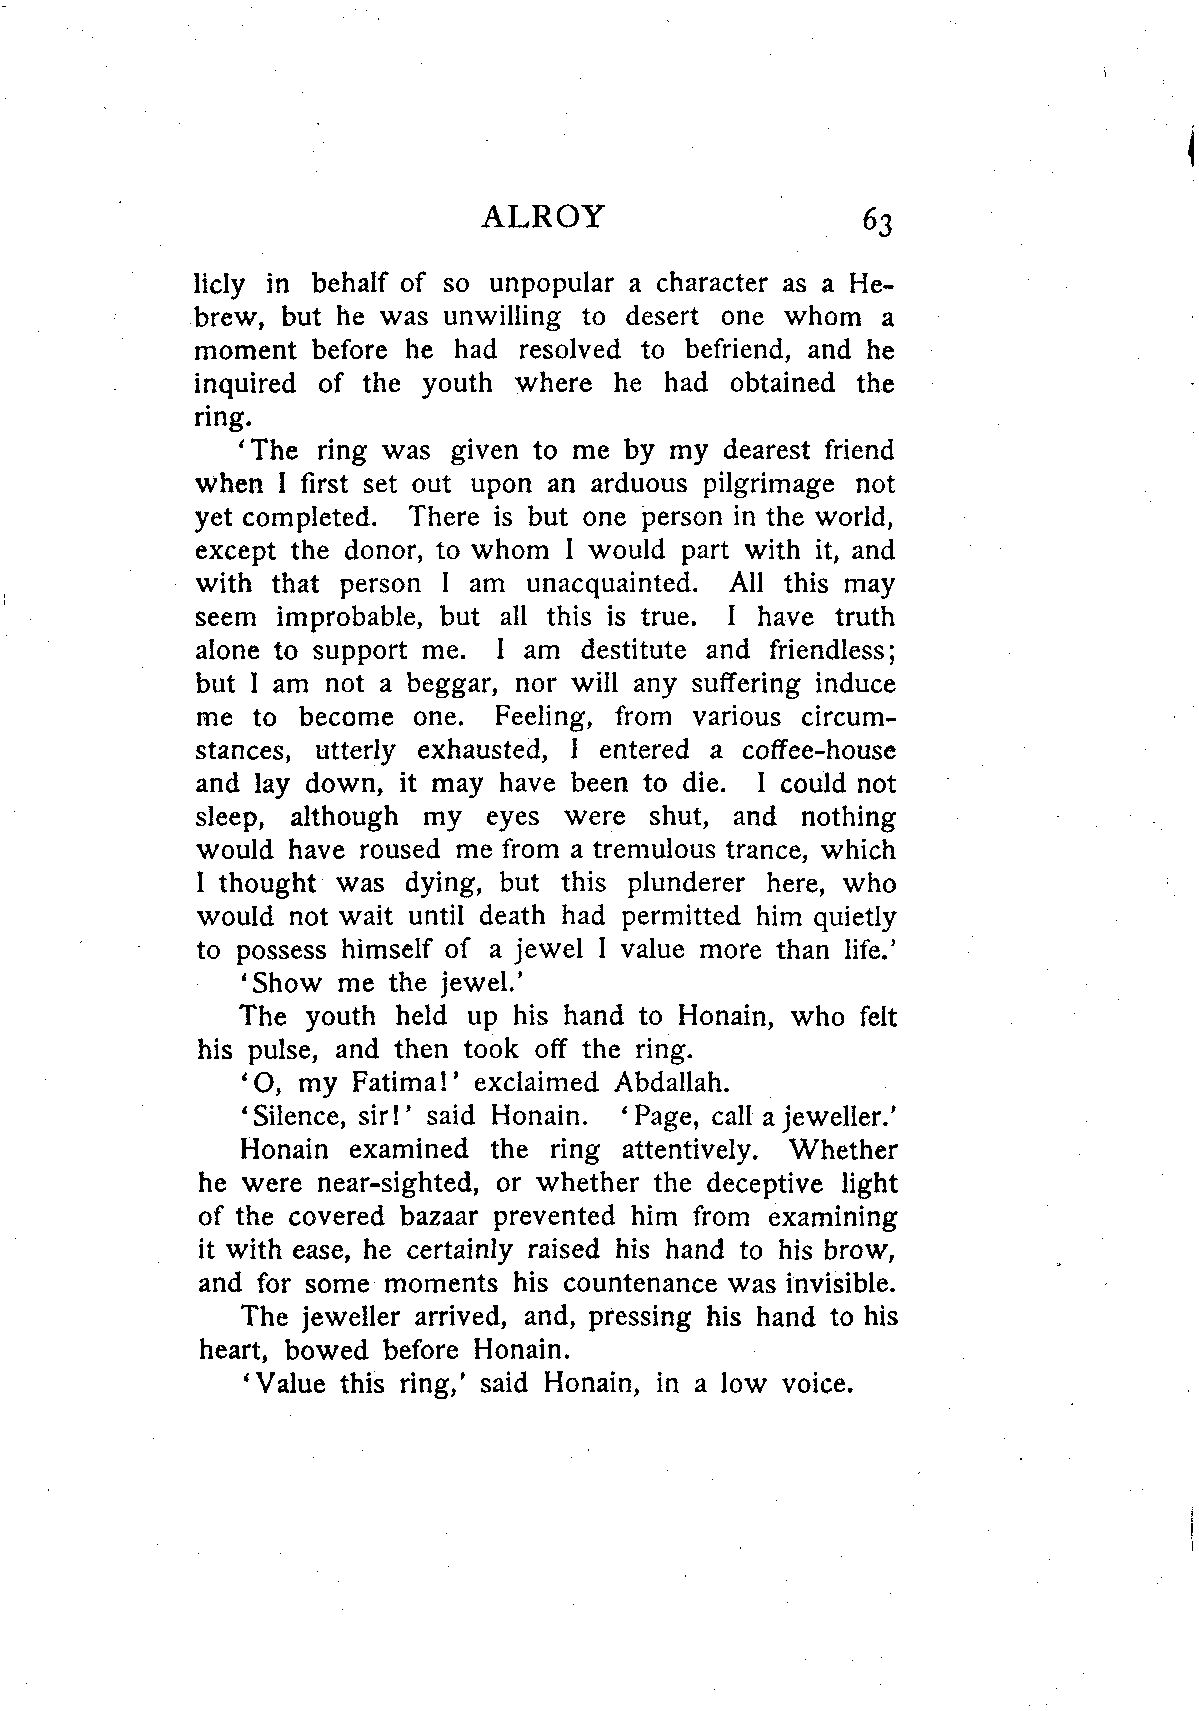 ALROY 63
licly in behalf of so unpopular a character as a He-
brew, but he was unwilling to desert one whom a
moment before he had resolved to befriend, and he
inquired of the youth where he had obtained the
ring.
‘The ring was given to me by my dearest friend
when I first set out upon an arduous pilgrimage not
yet completed. There is but one person in the world,
except the donor, to whom I would part with it, and
with that person I am unacquainted. All this may
seem improbable, but all this is true. I have truth
alone to support me. I am destitute and friendless;
but I am not a beggar, nor will any suffering induce
me to become one. Feeling, from various circum-
stances, utterly exhausted, I entered a coffee-house
and lay down, it may have been to die. I could not
sleep, although my eyes were shut, and nothing
would have roused me from a tremulous trance, which
I thought was dying, but this plunderer here, who
would not wait until death had permitted him quietly
to possess himself of a jewel I value more than life.’
‘Show me the jewel.’
The youth held up his hand to Honain, who felt
his pulse, and then took off the ring.
‘O, my Fatima!’ exclaimed Abdallah.
‘Silence, sir!’ said Honain. ‘Page, call a jeweller.’
Honain examined the ring attentively. Whether
he were near-sighted, or whether the deceptive light
of the covered bazaar prevented him from examining
it with ease, he certainly raised his hand to his brow,
and for some moments his countenance was invisible.
The jeweller arrived, and, pressing his hand to his
heart, bowed before Honain.
‘Value this ring,’ said Honain, in a low voice.